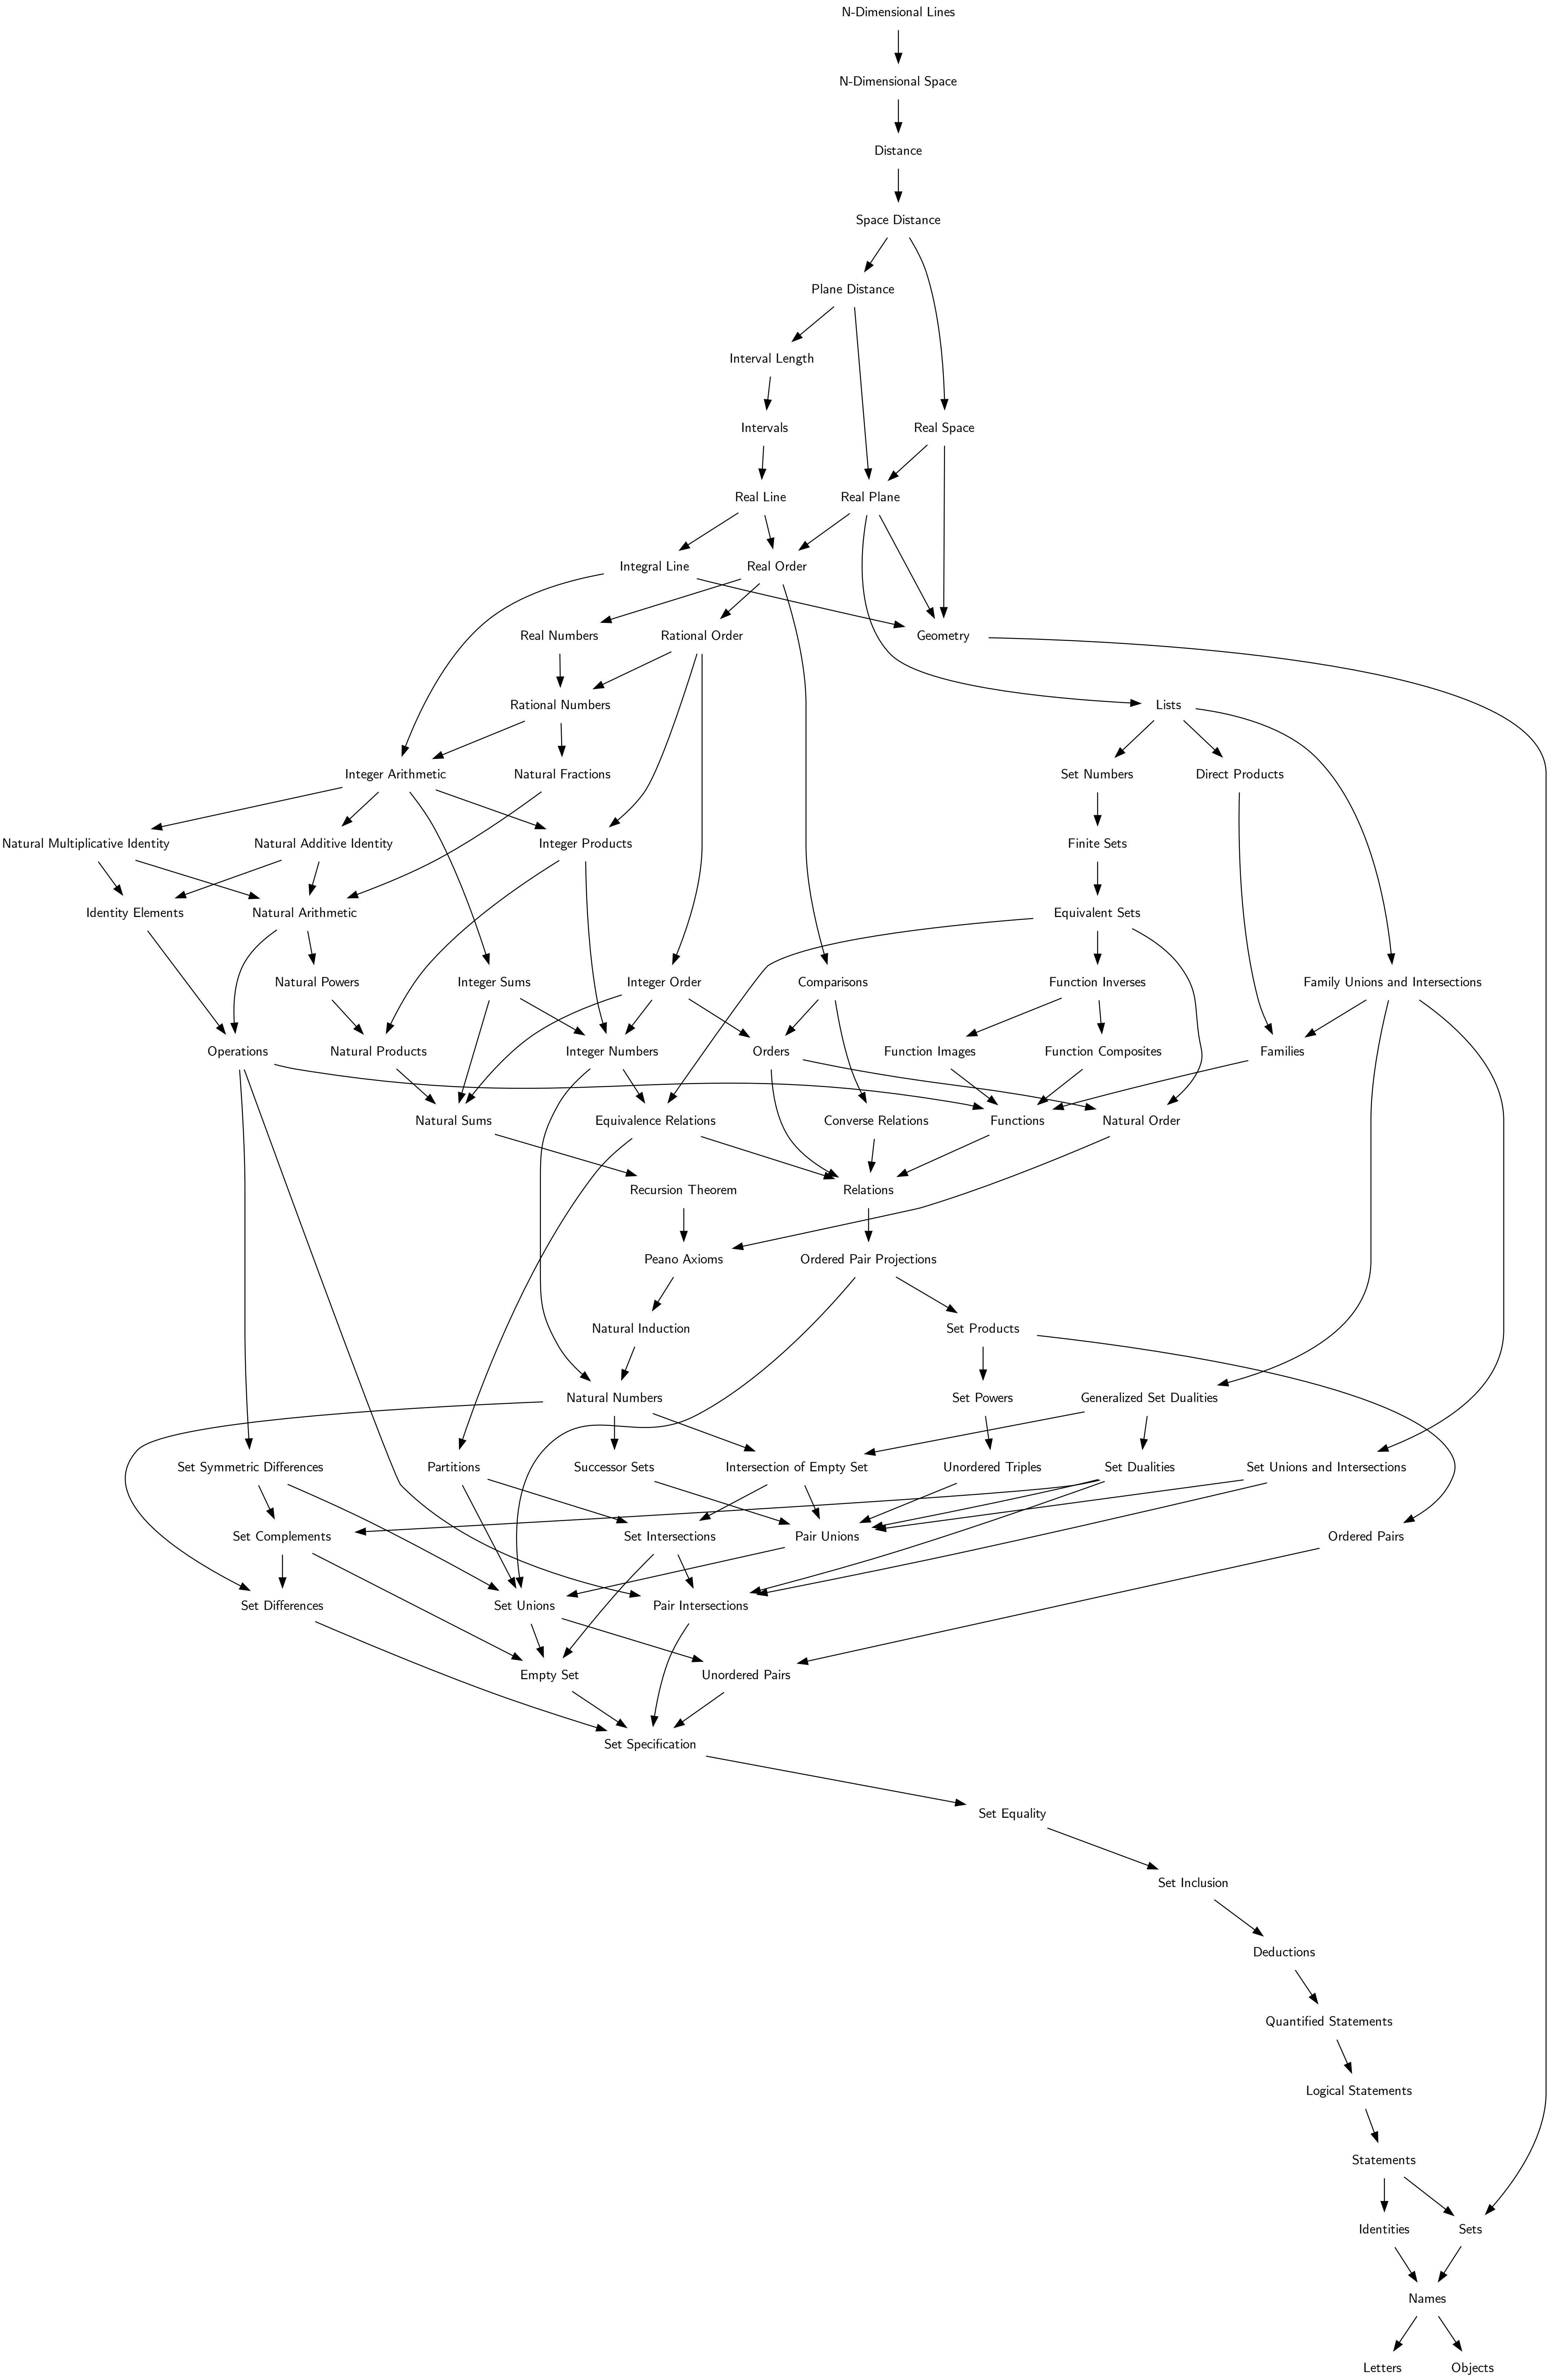 N-Dimensional Lines
N-Dimensional Space
Distance
Space Distance
Plane Distance
Interval Length
Intervals
Real Space
Real Line
Real Plane
Integral Line
Real Order
Real Numbers
Rational Order
Geometry
Rational Numbers
Lists
Integer Arithmetic
Natural Fractions
Set Numbers
Direct Products
Natural Multiplicative Identity
Natural Additive Identity
Integer Products
Finite Sets
Identity Elements
Natural Arithmetic
Equivalent Sets
Natural Powers
Integer Sums
Integer Order
Comparisons
Function Inverses
Family Unions and Intersections
Operations
Natural Products
Integer Numbers
Orders
Function Images
Function Composites
Families
Natural Sums
Equivalence Relations
Converse Relations
Functions
Natural Order
Recursion Theorem
Relations
Peano Axioms
Ordered Pair Projections
Natural Induction
Set Products
Natural Numbers
Set Powers
Generalized Set Dualities
Set Symmetric Differences
Partitions
Successor Sets
Intersection of Empty Set
Unordered Triples
Set Dualities
Set Unions and Intersections
Set Complements
Set Intersections
Pair Unions
Ordered Pairs
Set Differences
Set Unions
Pair Intersections
Empty Set
Unordered Pairs
Set Specification
Set Equality
Set Inclusion
Deductions
Quantified Statements
Logical Statements
Statements
Identities
Sets
Names
Letters
Objects